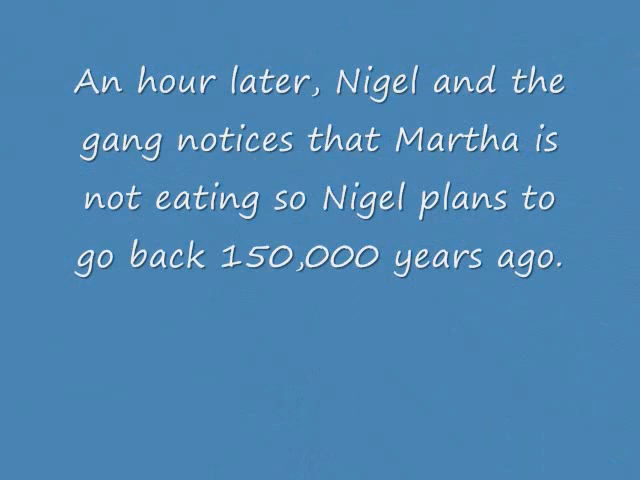 An hour later, Nigel and the
gang notices that Martha is
not eating so Nigel plans to
go back 150,000 years ago.